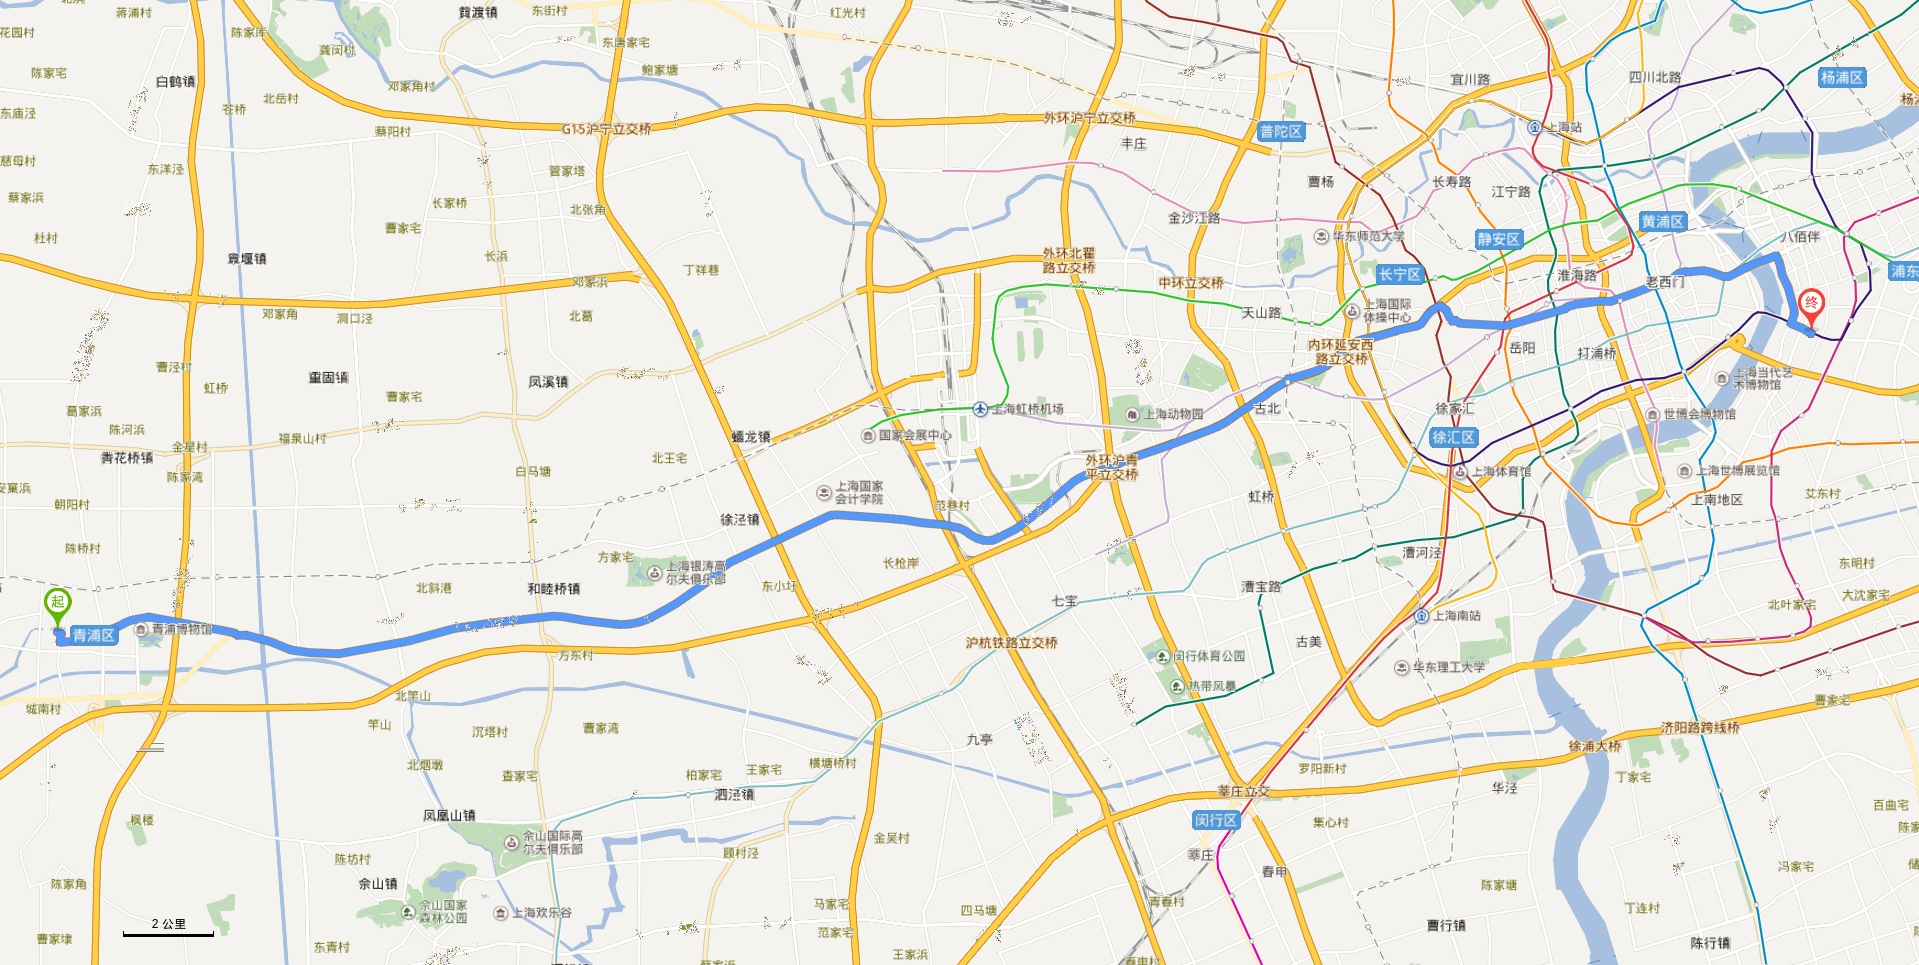 蒋浦村
黄渡镇
东街村
红光村
花园村
陈家库
龚闵村
东唐家宅
宜川路
四川北路
杨浦区
陈家宅
白鹤镇
邓家角村
鲍家塘
北岳村
苍桥
东庙泾
蔡阳村
G15沪宁立交桥
外环沪宁立交桥
丰庄
普陀区
上海站
慈母村
东洋泾
管家塔
曹杨
长寿路
江宁路
蔡家浜
长家桥
北张角
金沙江路
杜村
曹家宅
华东师范大学
静安区
黄浦区
八佰伴
袁堰镇
长浜
丁祥巷
外环北翟
路立交桥
中环立交桥
长宁区
淮海路
老西门
浦东
邓家浜
邓家角
洞口泾
北葛
天山路
上海国际
体操中心
终
曹泾村
重固镇
虹桥
凤溪镇
内环延安西
路立交桥
岳阳
打浦桥
上海当代艺
术博物馆
曹家宅
葛家浜
陈河浜
福泉山村
金星村
香花桥镇
陈家湾
蟠龙镇
国家会展中心
上海虹桥机场
上海动物园
古北
徐家汇
徐汇区
世博会博物馆
北王宅
白马塘
外环沪青
平立交桥
上海体育馆
上海世博展览馆
朝阳村
上海国家
会计学院
范巷村
虹桥
上南地区
艾东村
徐泾镇
陈桥村
方家宅
上海银涛高
尔夫俱乐部
东小圩
长枪岸
漕河泾
东明村
北斜港
和睦桥镇
七宝
漕宝路
起
青浦区
青浦博物馆
沪杭铁路立交桥
古美
上海南站
北叶家宅
大沈家宅
方东村
闵行体育公园
热带风暴
华东理工大学
城南村
北竿山
竿山
沉塔村
曹家湾
九亭
曹家宅
济阳路跨线桥
徐浦大桥
北烟墩
查家宅
柏家宅
王家宅
横塘桥村
泗泾镇
罗阳新村
丁家宅
莘庄立交
华泾
闵行区
集心村
百曲宅
枫楼
凤凰山镇
佘山国际高
尔夫俱乐部
金吴村
顾村泾
陈坊村
莘庄
春申
冯家宅
陈家角
佘山镇
佘山国家
森林公园
上海欢乐谷
马家宅
四马塘
青春村
陈家塘
丁连村
2 公里
曹家埭
东青村
范家宅
王家浜
春申村
曹行镇
陈行镇